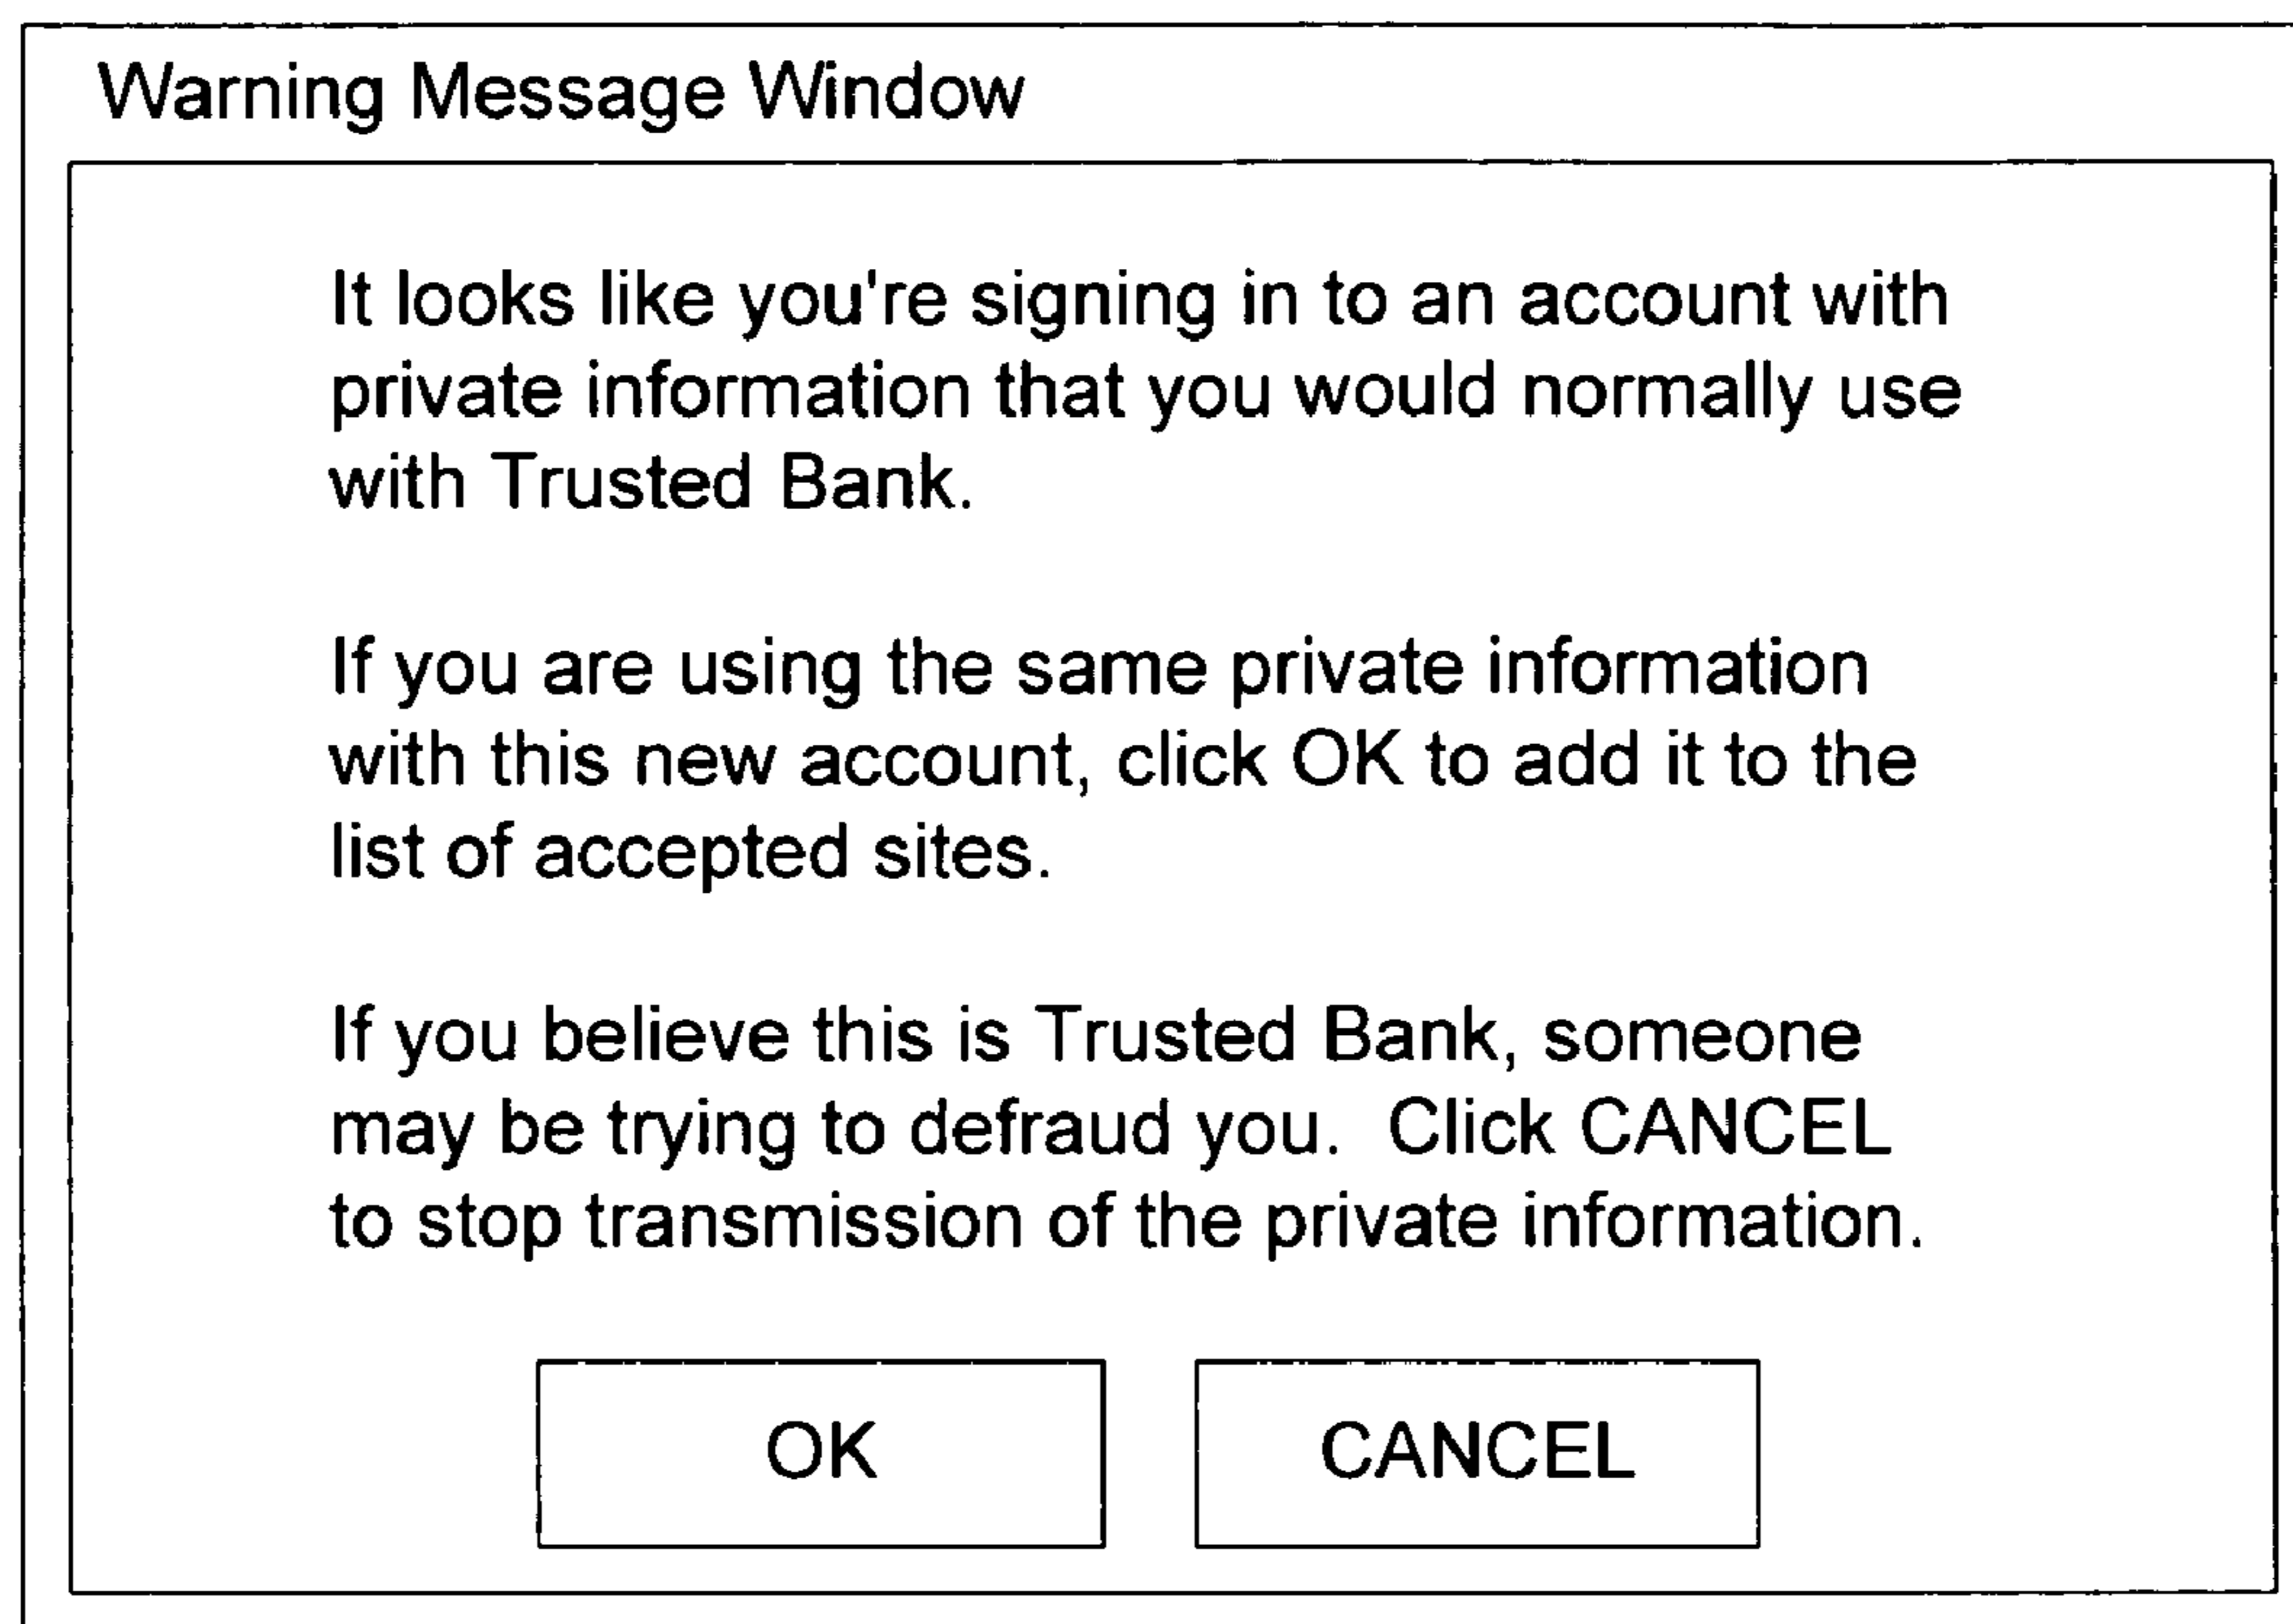 Warning Message Window
It looks like you're signing in to an account with
private information that you would normally use
with Trusted Bank.
If you are using the same private information
with this new account, click OK to add it to the
list of accepted sites.
If you believe this is Trusted Bank, someone
may be trying to defraud you.  Click CANCEL
to stop transmission of the private information.
OK
CANCEL